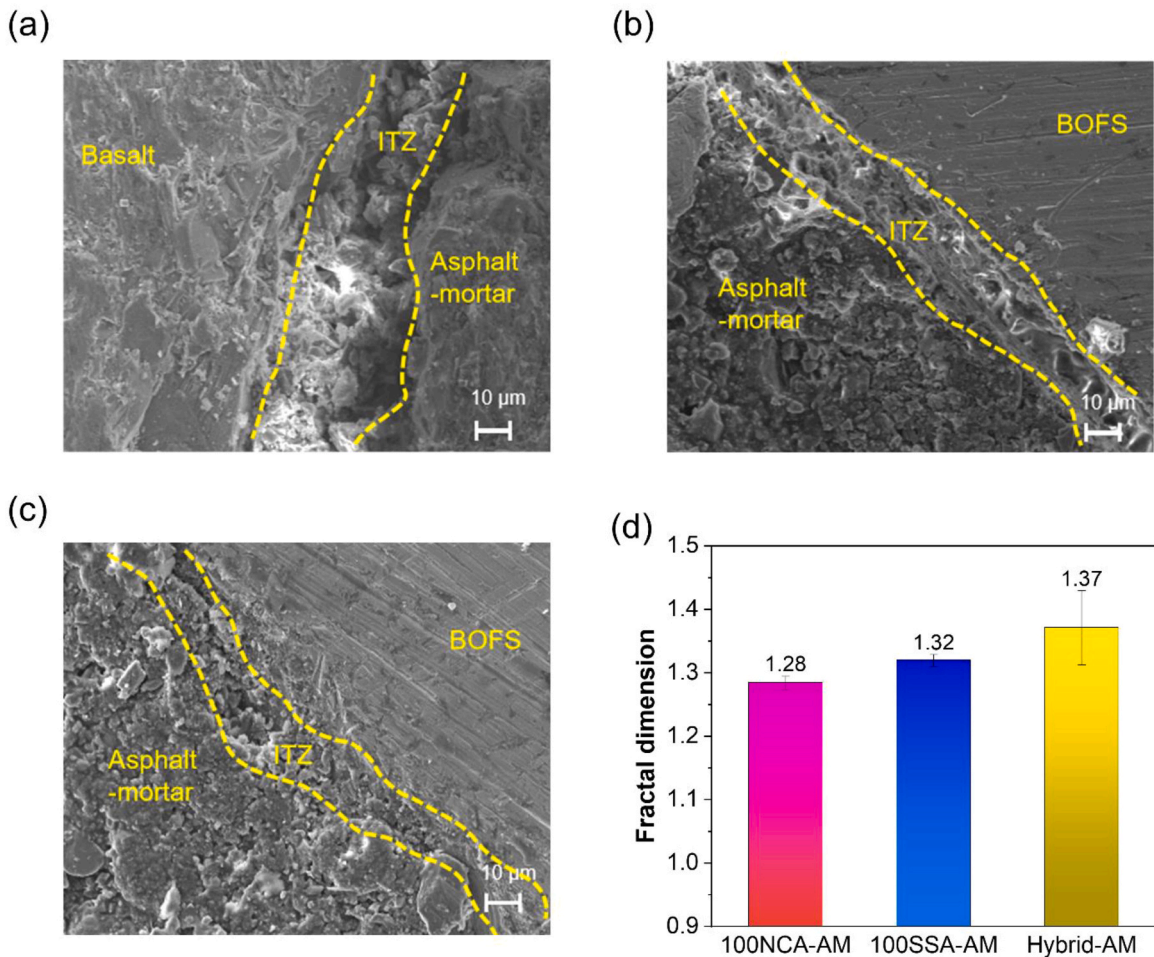 (a)
Basalt
ITZ
Asphalt
-mortar
10 µm
(b)
BOFS
ITZ
Asphalt
-mortar
10 µm
(c)
BOFS
ITZ
Asphalt
-mortar
10 µm
(d)
Fractal dimension
1.5
1.4
1.3
1.2
1.1
1.0
0.9
1.28
1.32
1.37
100NCA-AM
100SSA-AM
Hybrid-AM